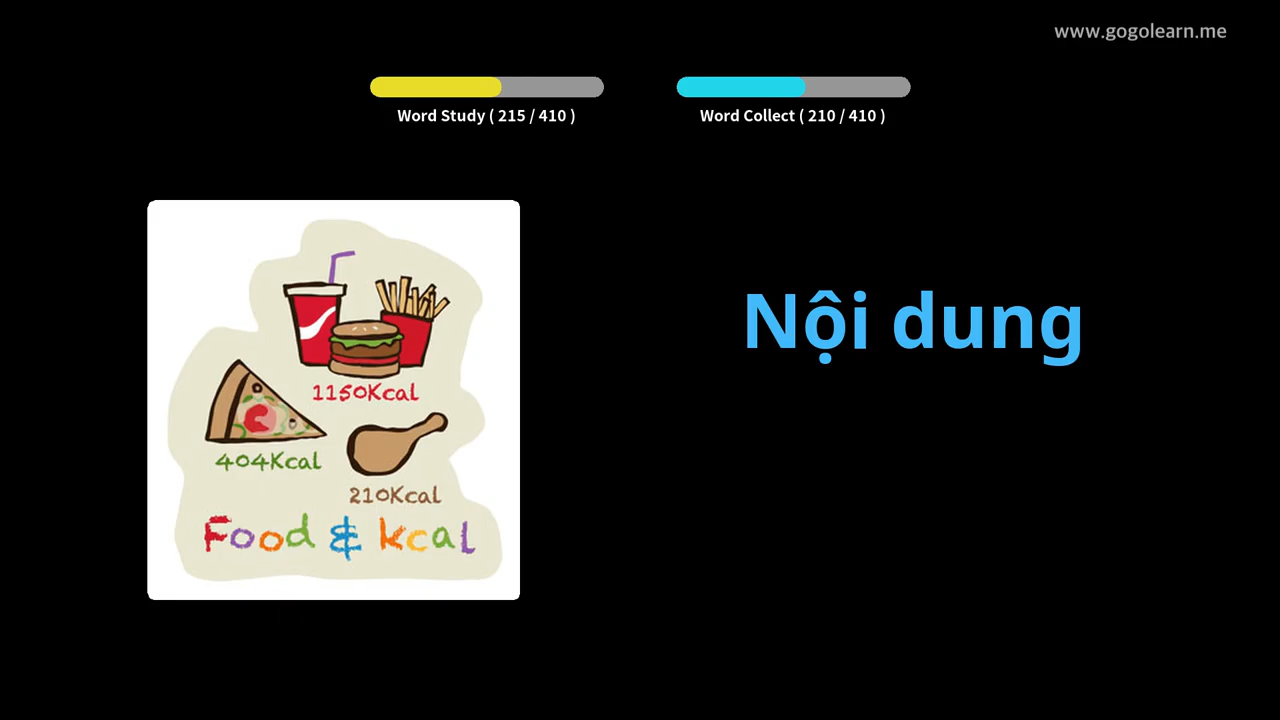 www.gogolearn.me
Word Study ( 215 / 410 )
Word Collect ( 210 / 410 )
Nội dung
1150Kcal
404Kcal
210Kcal
Food & kcal